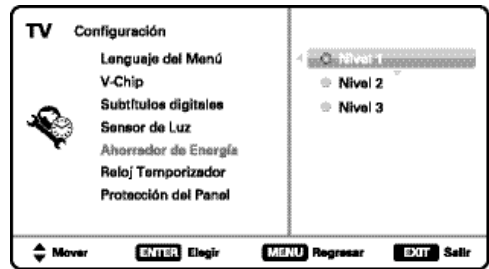 TV Configuración
Lenguaje del Menú
V-Chip
Subtítulos digitales
Sensor de Luz
Ahorrador de Energía
Reloj Temporizador
Protección del Panel
Nivel 1
Nivel 2
Nivel 3
Mover ENTER Elegir MENU Regresar EXIT Salir